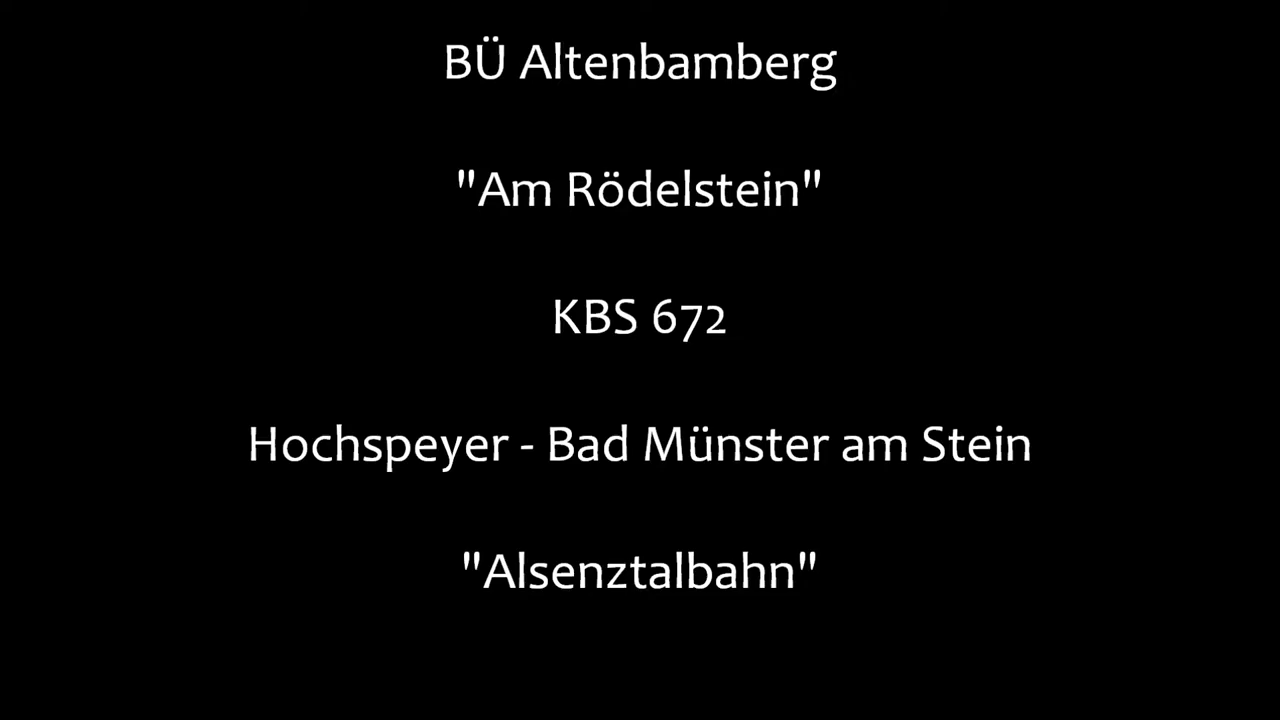 BÜ Altenbamberg
"Am Rödelstein"
KBS 672
Hochspeyer - Bad Münster am Stein
"Alsenztalbahn"